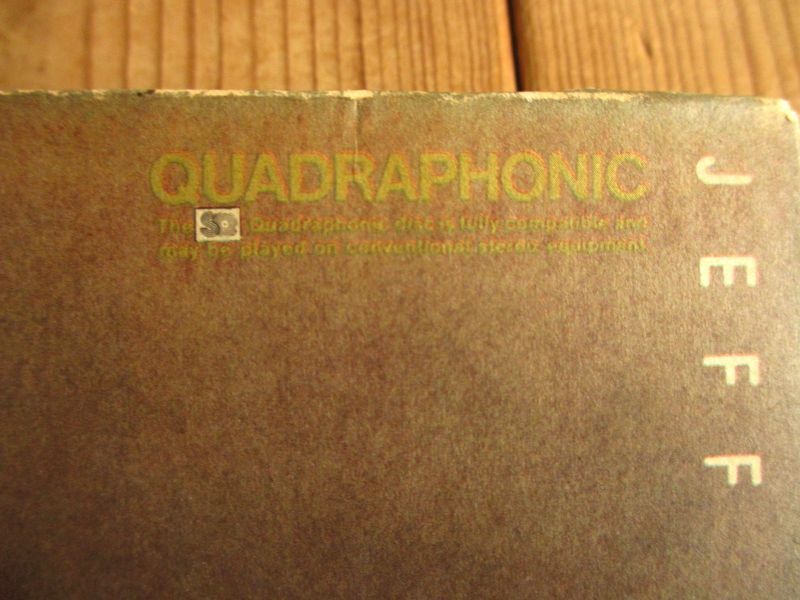 QUADRAPHONIC
The SQ Quadraphonic disc is fully compatible and
may be played on conventional stereo equipment
JEFF